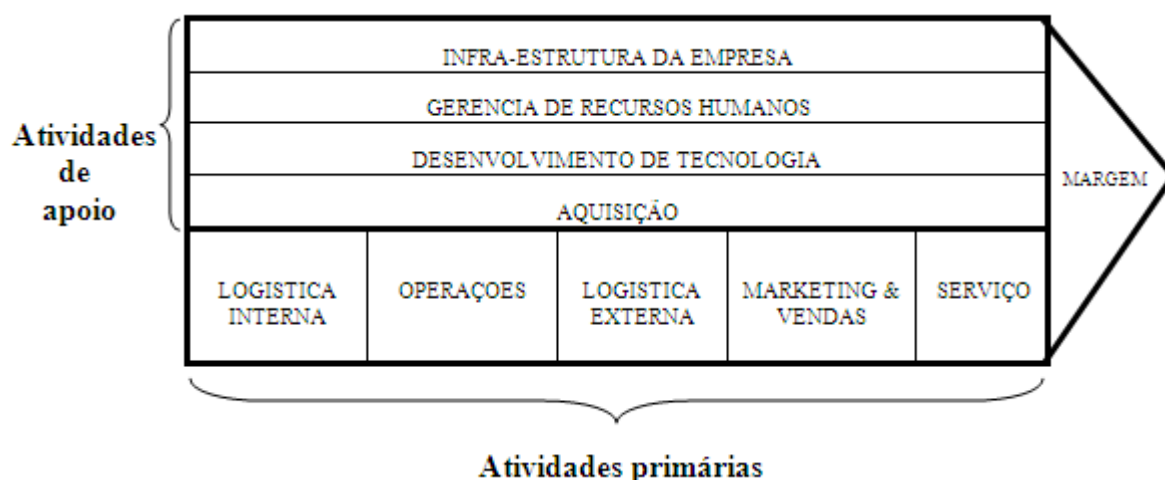 INFRA-ESTRUTURA DA EMPRESA
GERENCIA DE RECURSOS HUMANOS
Atividades
de
apoio
DESENVOLVIMENTO DE TECNOLOGIA
AQUISIÇÃO
MARGEM
LOGISTICA
INTERNA
OPERAÇOES
LOGISTICA
EXTERNA
MARKETING &
VENDAS
SERVIÇO
Atividades primárias